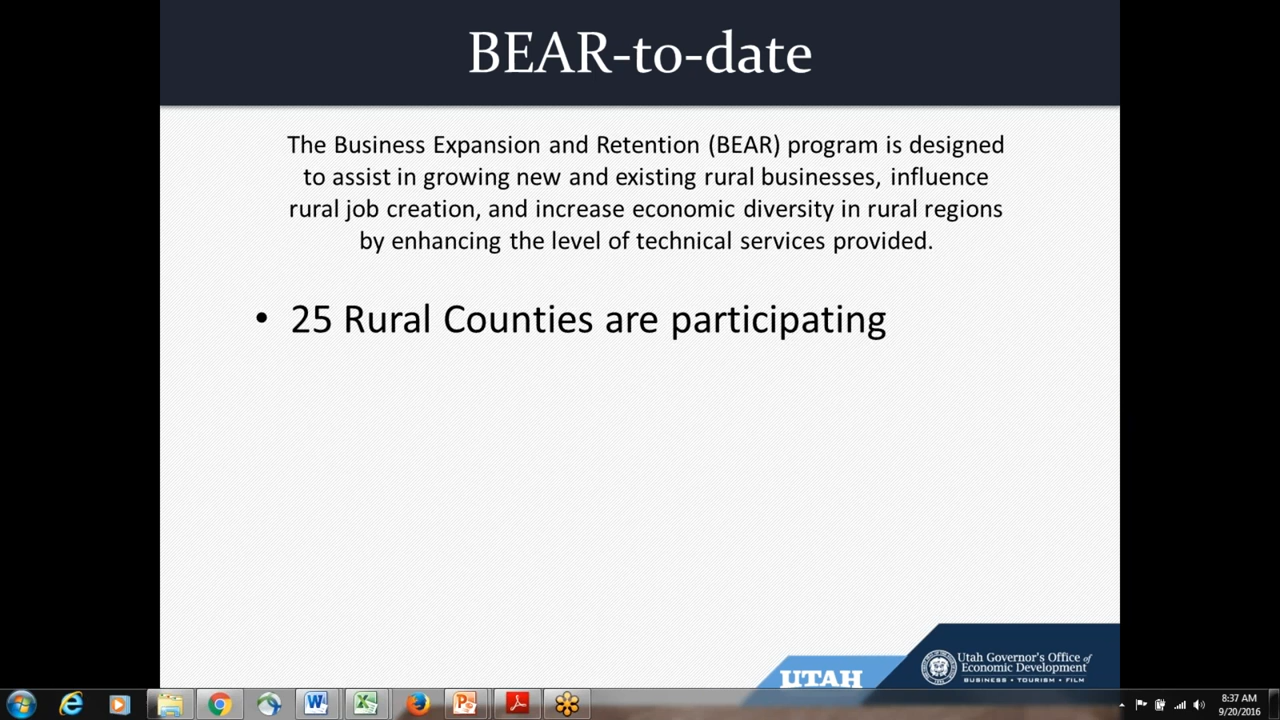 BEAR-to-date
The Business Expansion and Retention (BEAR) program is designed
to assist in growing new and existing rural businesses, influence
rural job creation, and increase economic diversity in rural regions
by enhancing the level of technical services provided.
• 25 Rural Counties are participating
UTAH
Utah Governor's Office of
Economic Development
BUSINESS • TOURISM • FILM
8:37 AM
9/20/2016